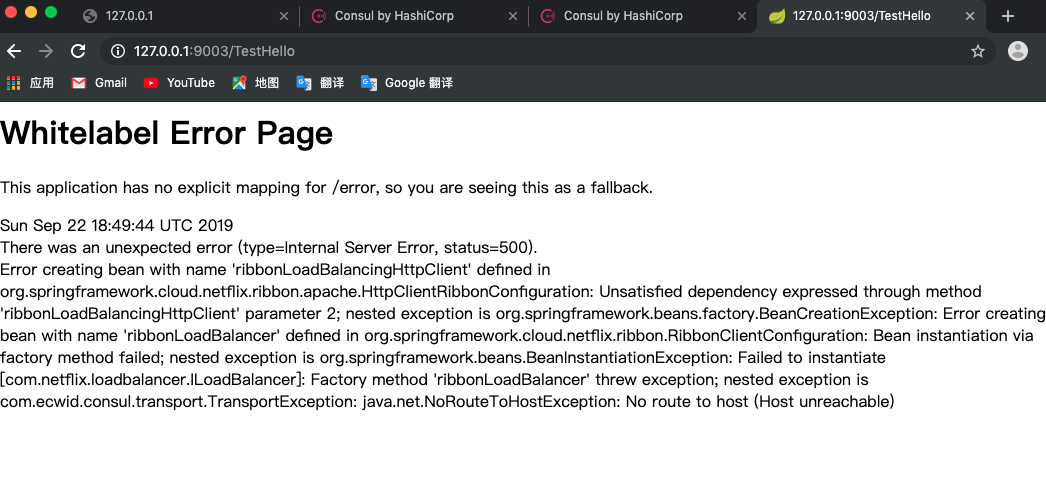 127.0.0.1
Consul by HashiCorp
Consul by HashiCorp
127.0.0.1:9003/TestHello
127.0.0.1:9003/TestHello
应用
Gmail
YouTube
地图
翻译
Google 翻译
Whitelabel Error Page
This application has no explicit mapping for /error, so you are seeing this as a fallback.
Sun Sep 22 18:49:44 UTC 2019
There was an unexpected error (type=Internal Server Error, status=500).
Error creating bean with name 'ribbonLoadBalancingHttpClient' defined in
org.springframework.cloud.netflix.ribbon.apache.HttpClientRibbonConfiguration: Unsatisfied dependency expressed through method
'ribbonLoadBalancingHttpClient' parameter 2; nested exception is org.springframework.beans.factory.BeanCreationException: Error creating
bean with name 'ribbonLoadBalancer' defined in org.springframework.cloud.netflix.ribbon.RibbonClientConfiguration: Bean instantiation via
factory method failed; nested exception is org.springframework.beans.BeanInstantiationException: Failed to instantiate
[com.netflix.loadbalancer.ILoadBalancer]: Factory method 'ribbonLoadBalancer' threw exception; nested exception is
com.ecwid.consul.transport.TransportException: java.net.NoRouteToHostException: No route to host (Host unreachable)